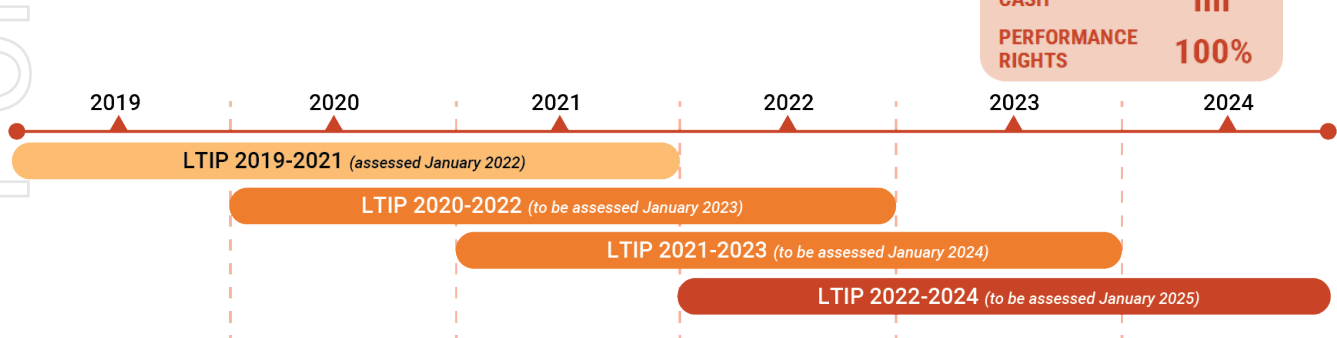 PERFORMANCE
RIGHTS
100%
2019
2020
2021
2022
2023
2024
LTIP 2019-2021 (assessed January 2022)
LTIP 2020-2022 (to be assessed January 2023)
LTIP 2021-2023 (to be assessed January 2024)
LTIP 2022-2024 (to be assessed January 2025)